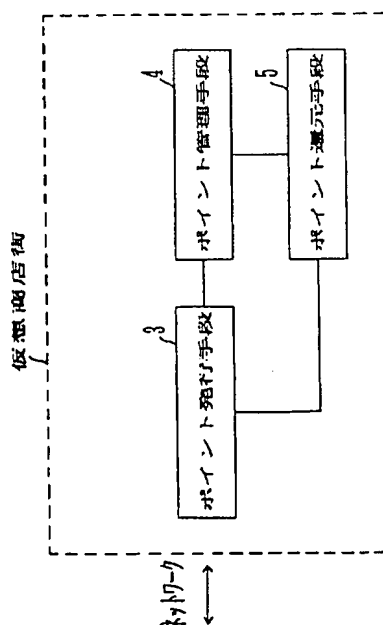 仮想商店街
ネットワーク
3
ポイント発行手段
4
ポイント管理手段
5
ポイント還元手段